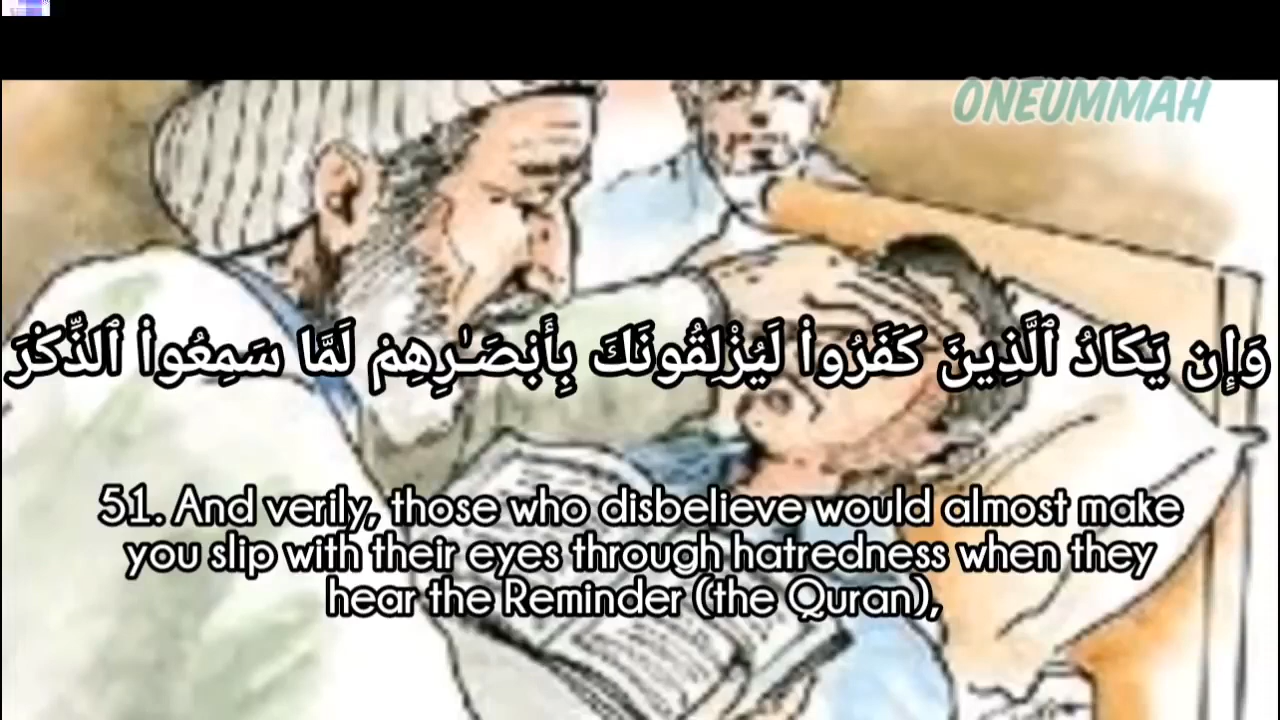 ONEUMMAH
وَإِن يَكَادُ ٱلَّذِينَ كَفَرُوا۟ لَيُزْلِقُونَكَ بِأَبْصَـٰرِهِمْ لَمَّا سَمِعُوا۟ ٱلذِّكْرَ
51. And verily, those who disbelieve would almost make
you slip with their eyes through hatredness when they
hear the Reminder (the Quran),